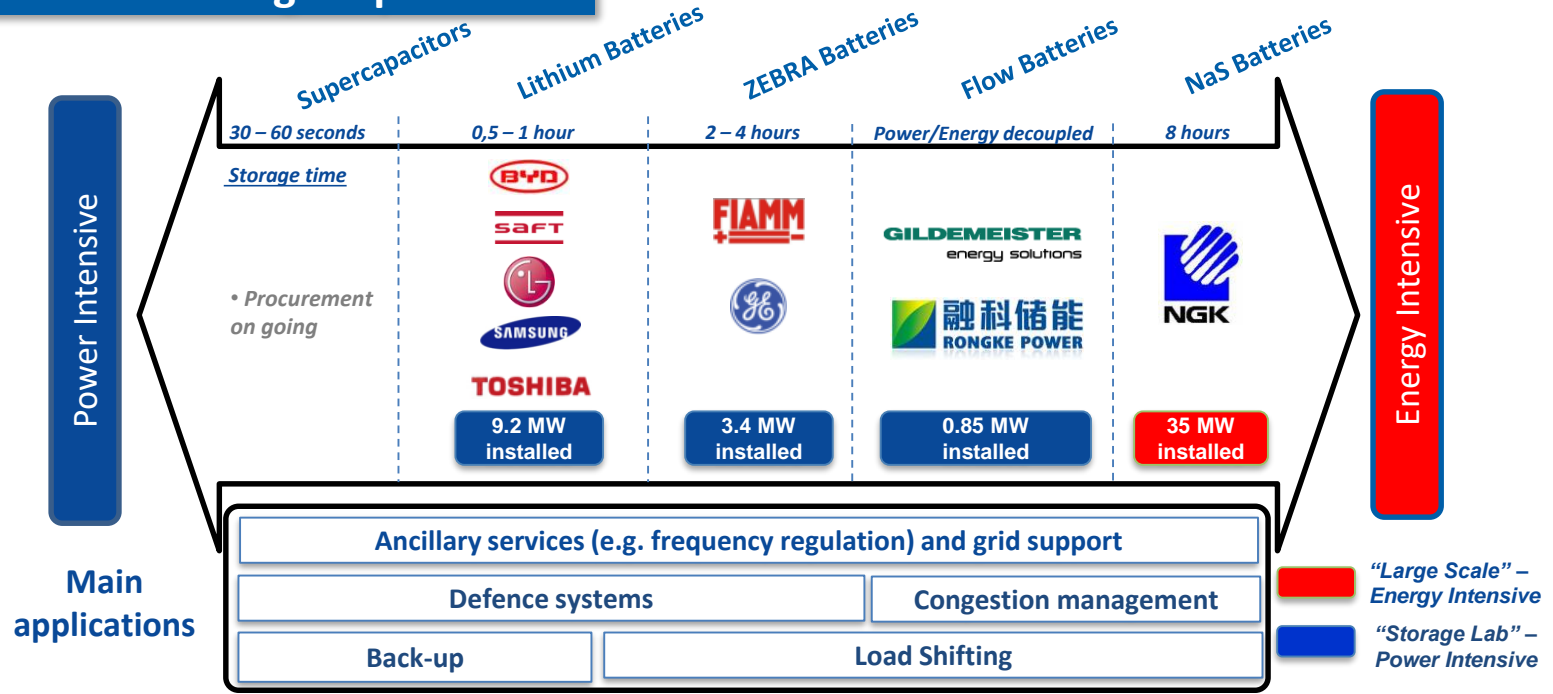 Supercapacitors
Lithium Batteries
ZEBRA Batteries
Flow Batteries
NaS Batteries
30 – 60 seconds
0,5 – 1 hour
2 – 4 hours
Power/Energy decoupled
8 hours
Storage time
Power Intensive
Energy Intensive
• Procurement
on going
BYD
SAFT
LG
SAMSUNG
TOSHIBA
FIAMM
GE
GILDEMEISTER
energy solutions
融科储能
RONGKE POWER
NGK
9.2 MW
installed
3.4 MW
installed
0.85 MW
installed
35 MW
installed
Main
applications
Ancillary services (e.g. frequency regulation) and grid support
Defence systems
Congestion management
Back-up
Load Shifting
“Large Scale” –
Energy Intensive
“Storage Lab” –
Power Intensive